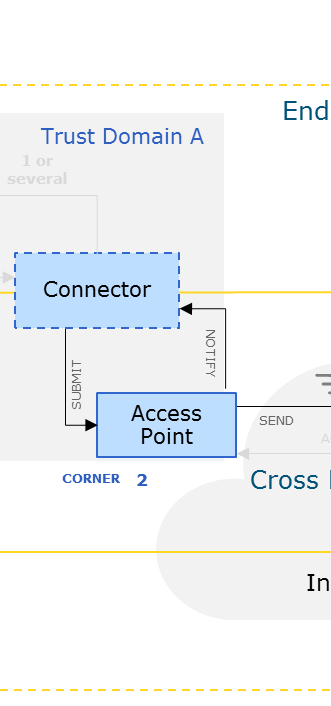 End
Trust Domain A
1 or
several
Connector
NOTIFY
SUBMIT
Access
Point
SEND
A
CORNER 2
Cross
In